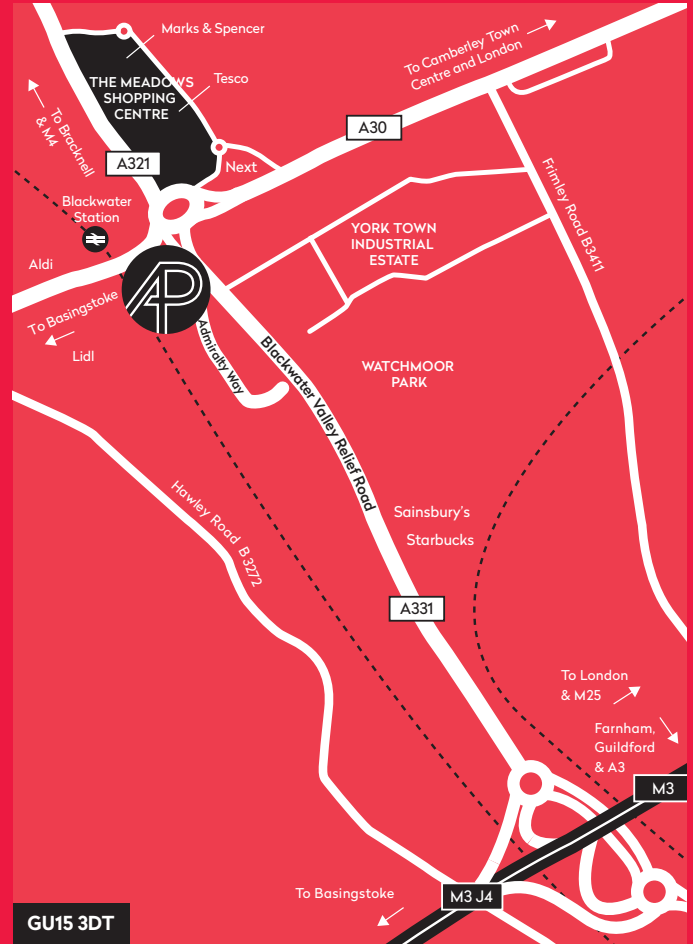 Marks & Spencer
THE MEADOWS
SHOPPING
CENTRE
Tesco
To Camberley Town
Centre and London
To Bracknell
& M4
A321
A30
Next
Blackwater
Station
Aldi
YORK TOWN
INDUSTRIAL
ESTATE
Frimley Road B3411
AP
To Basingstoke
Lidl
Admiralty Way
Blackwater Valley Relief Road
WATCHMOOR
PARK
Hawley Road B3272
Sainsbury's
Starbucks
A331
To London
& M25
Farnham,
Guildford
& A3
M3
To Basingstoke
M3 J4
GU15 3DT